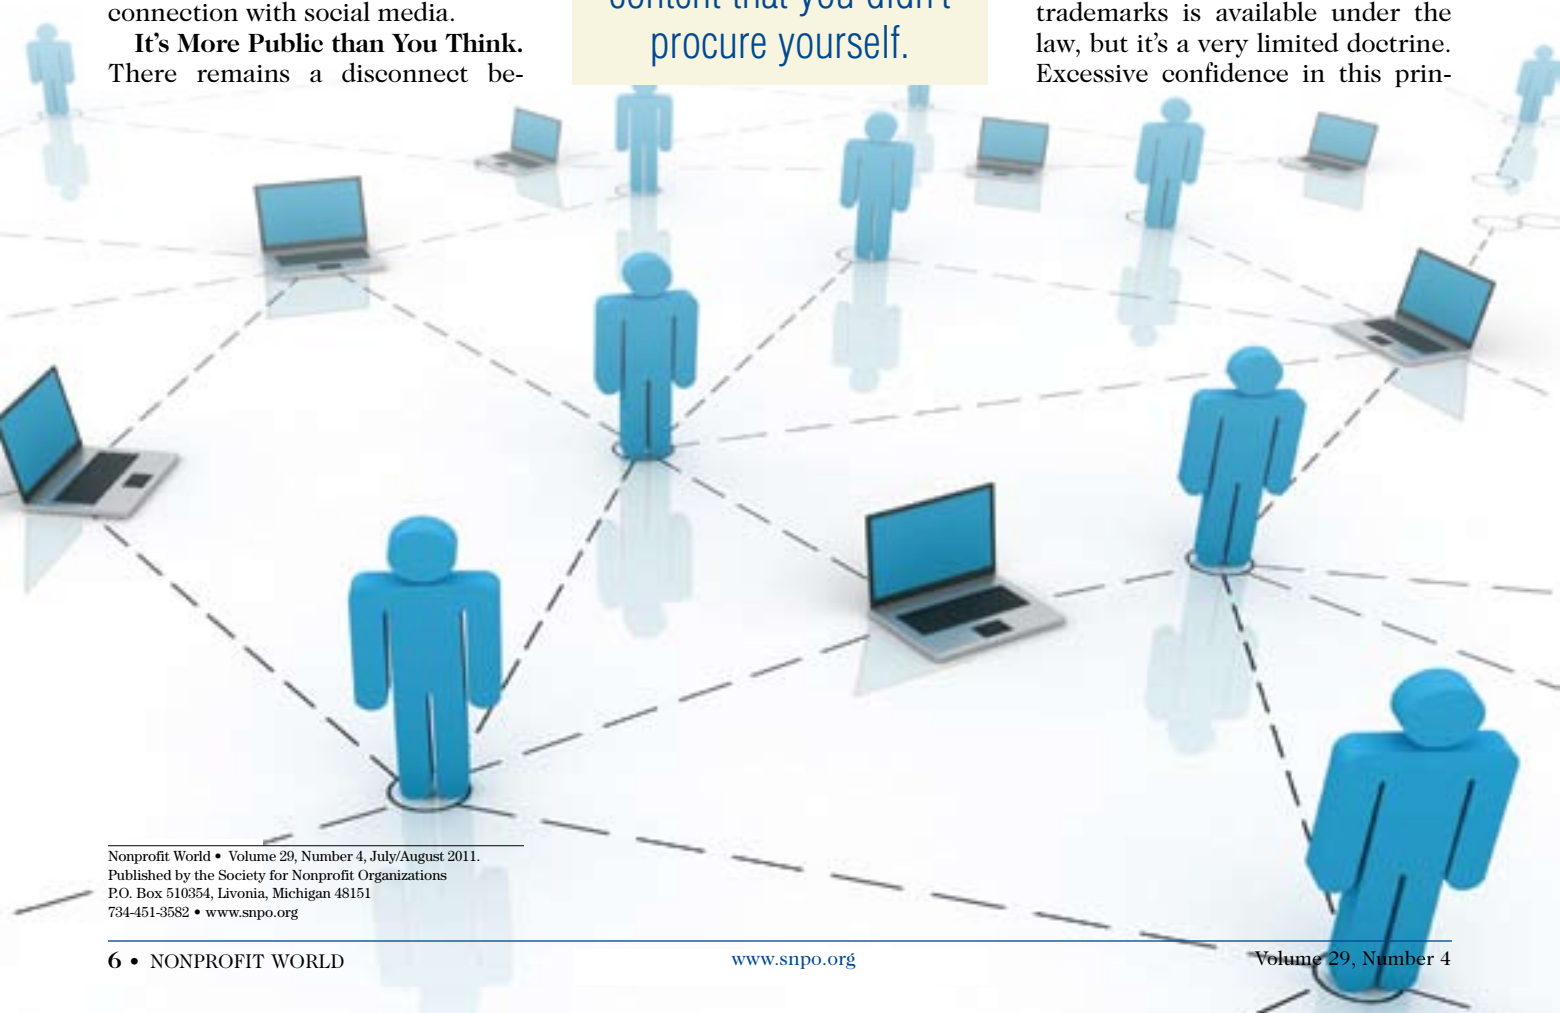 connection with social media.
It’s More Public than You Think.
There remains a disconnect be-
procure yourself.
trademarks is available under the
law, but it’s a very limited doctrine.
Excessive confidence in this prin-
Nonprofit World • Volume 29, Number 4, July/August 2011.
Published by the Society for Nonprofit Organizations
P.O. Box 510354, Livonia, Michigan 48151
734-451-3582 • www.snpo.org
6 • NONPROFIT WORLD
www.snpo.org
Volume 29, Number 4